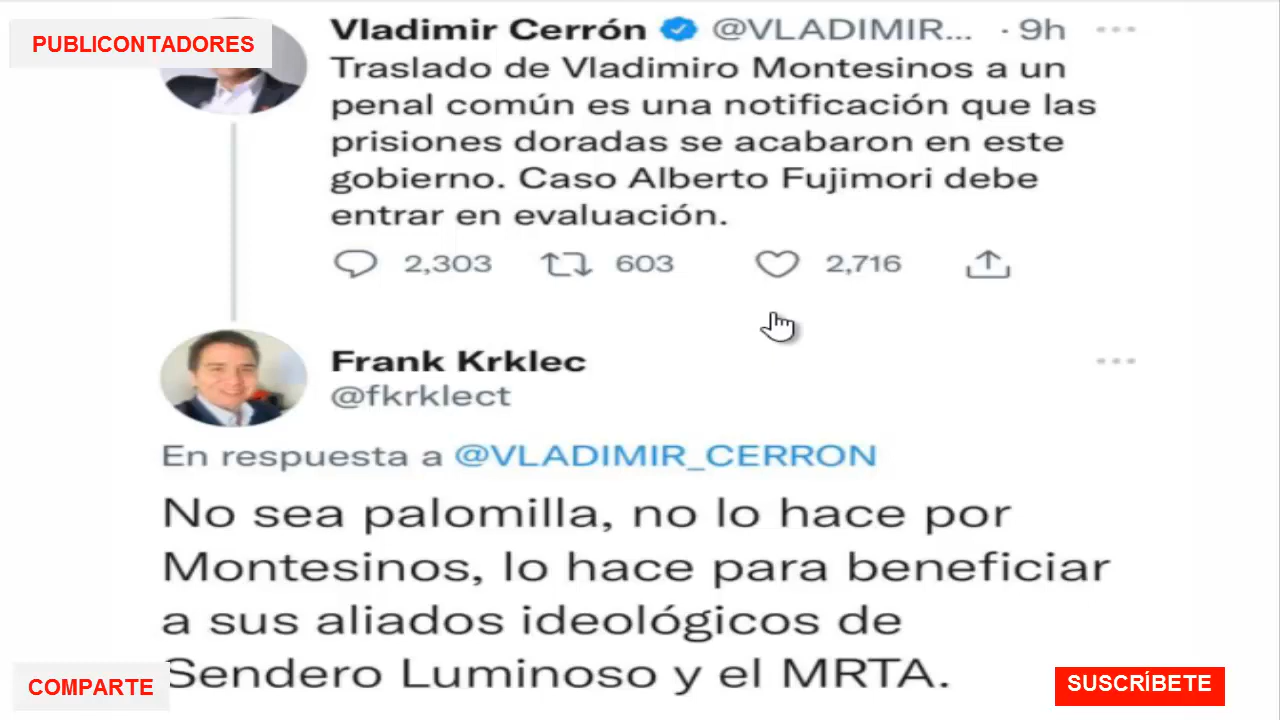 PUBLICONTADORES
Vladimir Cerrón @VLADIMIR... · 9h
Traslado de Vladimiro Montesinos a un
penal común es una notificación que las
prisiones doradas se acabaron en este
gobierno. Caso Alberto Fujimori debe
entrar en evaluación.
2,303 603 2,716
Frank Krklec
@fkrklect
En respuesta a @VLADIMIR_CERRON
No sea palomilla, no lo hace por
Montesinos, lo hace para beneficiar
a sus aliados ideológicos de
Sendero Luminoso y el MRTA.
COMPARTE
SUSCRÍBETE